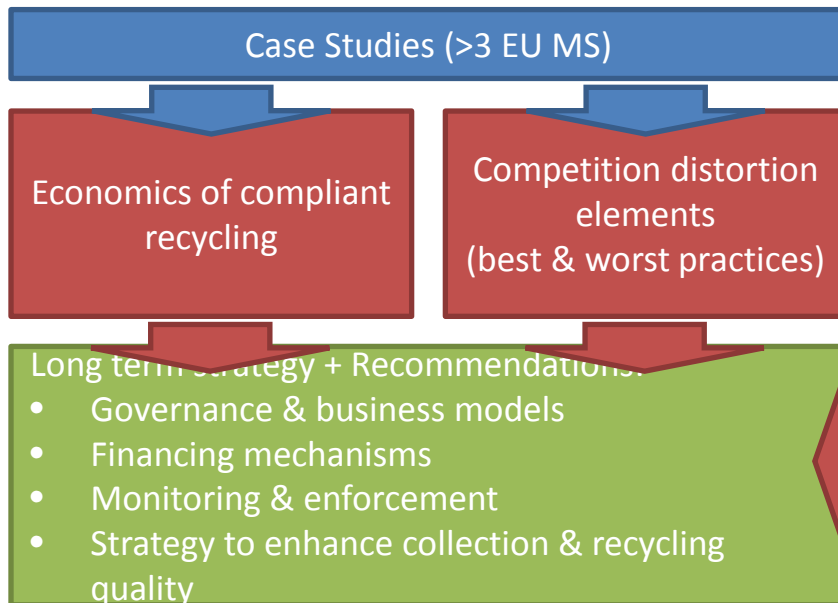 Case Studies (>3 EU MS)
Economics of compliant
recycling
Competition distortion
elements
(best & worst practices)
Long term strategy + Recommendations:
• Governance & business models
• Financing mechanisms
• Monitoring & enforcement
• Strategy to enhance collection & recycling
quality